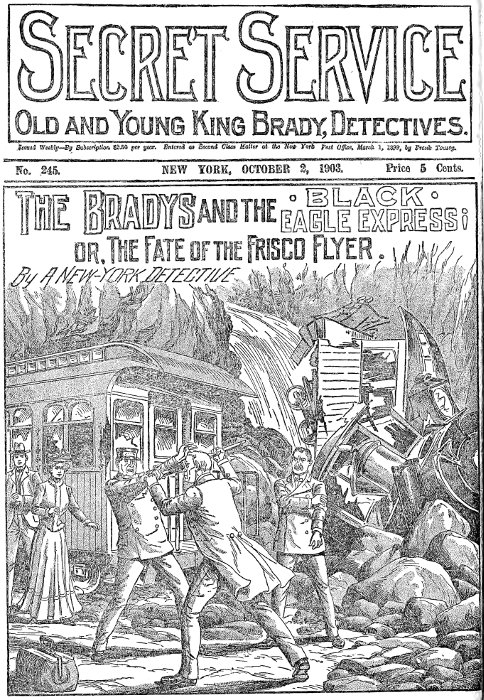 SECRET SERVICE
OLD AND YOUNG KING BRADY, DETECTIVES.
Issued Weekly—By Subscription $2.50 per year. Entered as Second Class Matter at the New York Post Office, March 1, 1899, by Frank Tousey.
No. 245. NEW YORK, OCTOBER 2, 1903. Price 5 Cents.
THE BRADYS AND THE · BLACK · EAGLE EXPRESS;
OR, THE FATE OF THE FRISCO FLYER.
By A NEW YORK DETECTIVE